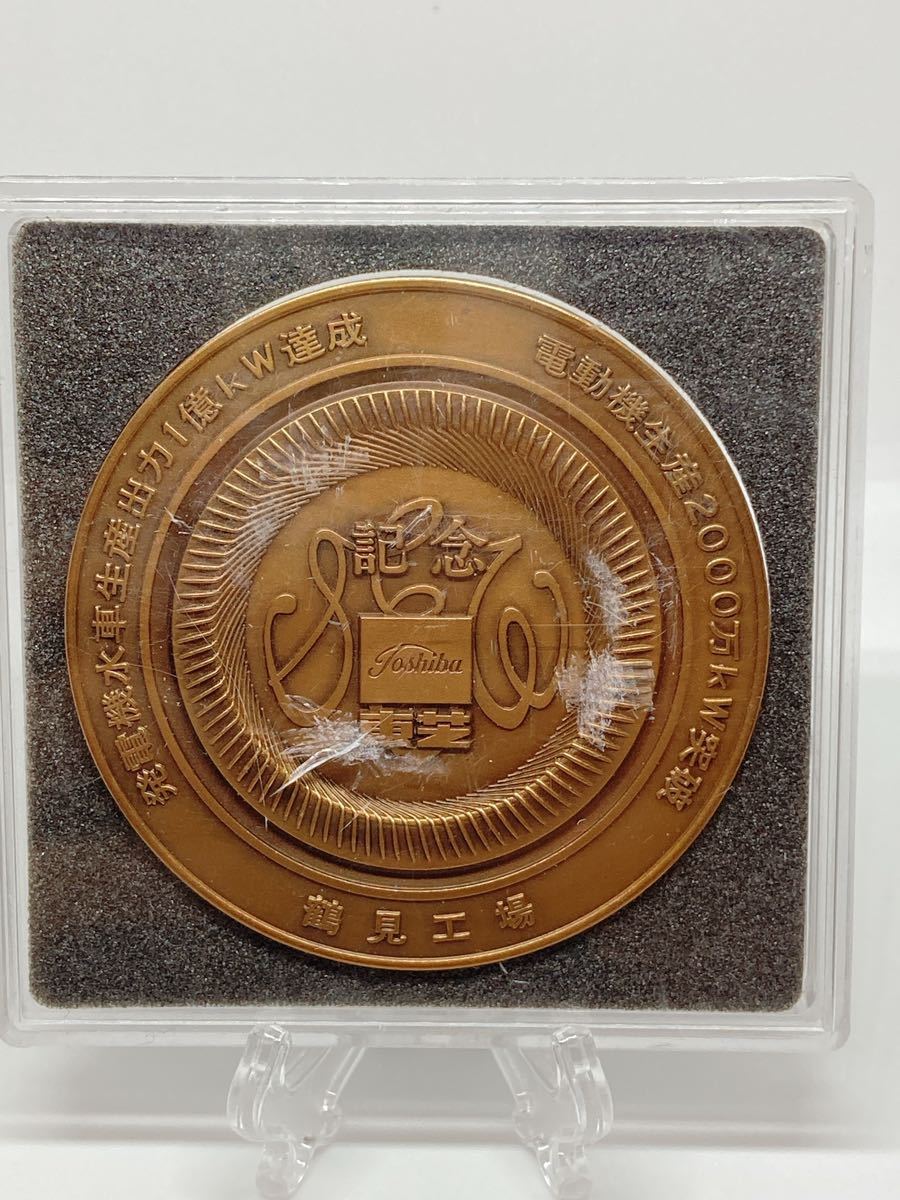 発電機水車生産出力1億kW達成
電動機生産2000万kW突破
記念
Toshiba
東芝
鶴見工場